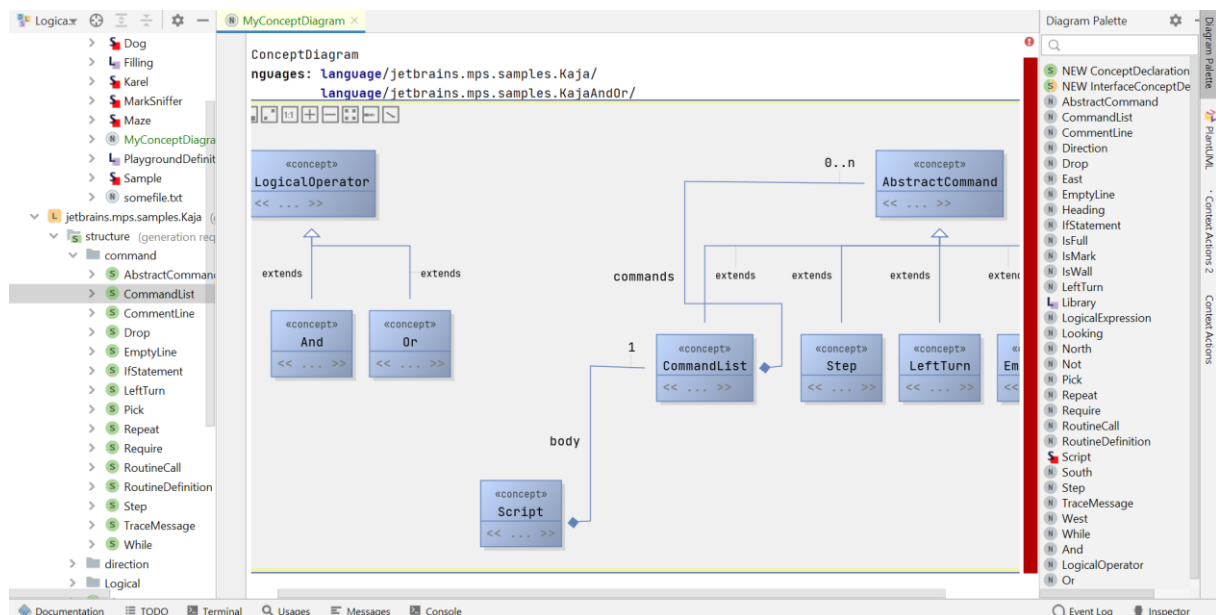 Logica
MyConceptDiagram
Diagram Palette
Dog
Filling
Karel
MarkSniffer
Maze
MyConceptDiagra
PlaygroundDefinit
Sample
somefile.txt
jetbrains.mps.samples.Kaja
structure (generation req
command
AbstractComman
CommandList
CommentLine
Drop
EmptyLine
IfStatement
LeftTurn
Pick
Repeat
Require
RoutineCall
RoutineDefinition
Step
TraceMessage
While
direction
Logical
ConceptDiagram
nguages: language/jetbrains.mps.samples.Kaja/
language/jetbrains.mps.samples.KajaAndOr/
1:1
«concept»
LogicalOperator
<< ... >>
0..n
«concept»
AbstractCommand
<< ... >>
extends
extends
commands
extends
extends
extends
exten
«concept»
And
<< ... >>
«concept»
Or
<< ... >>
1
«concept»
CommandList
<< ... >>
«concept»
Step
<< ... >>
«concept»
LeftTurn
<< ... >>
«c
Em
<<
body
«concept»
Script
<< ... >>
NEW ConceptDeclaration
NEW InterfaceConceptDe
AbstractCommand
CommandList
CommentLine
Direction
Drop
East
EmptyLine
Heading
IfStatement
IsFull
IsMark
IsWall
LeftTurn
Library
LogicalExpression
Looking
North
Not
Pick
Repeat
Require
RoutineCall
RoutineDefinition
Script
South
Step
TraceMessage
West
While
And
LogicalOperator
Or
Diagram Palette
PlantUML
Context Actions 2
Context Actions
Documentation
TODO
Terminal
Usages
Messages
Console
Event Log
Inspector